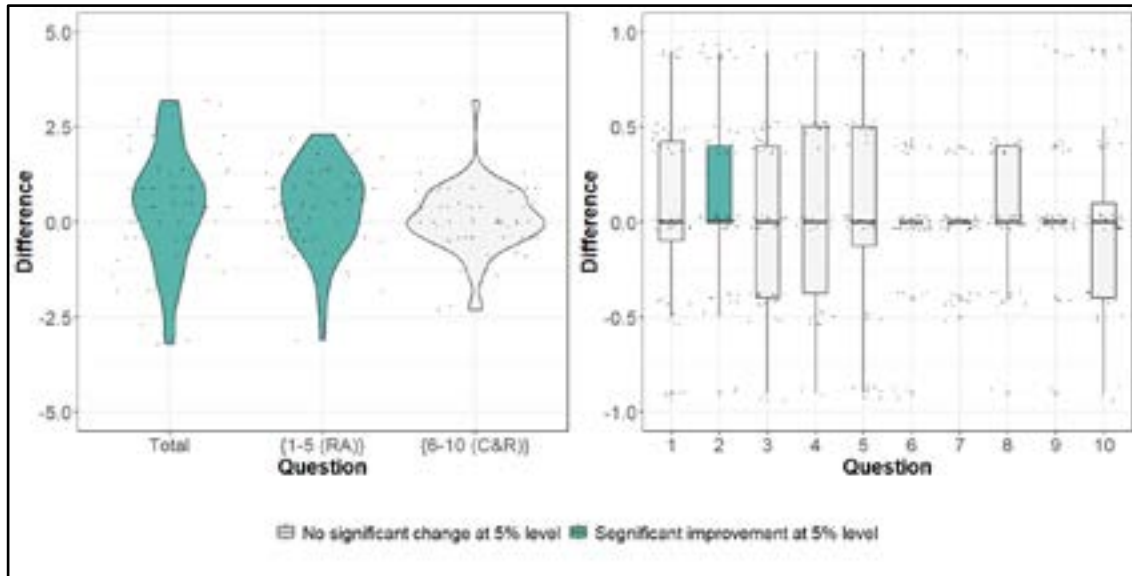 5.0
2.5
0.0
-2.5
-5.0
Difference
Total
{1-5 (RA)}
{6-10 (C&R)}
Question
1.0
0.5
0.0
-0.5
-1.0
Difference
1 2 3 4 5 6 7 8 9 10
Question
No significant change at 5% level
Segnificant improvement at 5% level